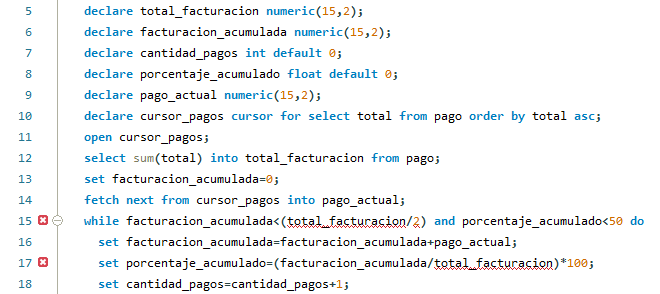 5 declare total_facturacion numeric(15,2);
6 declare facturacion_acumulada numeric(15,2);
7 declare cantidad_pagos int default 0;
8 declare porcentaje_acumulado float default 0;
9 declare pago_actual numeric(15,2);
10 declare cursor_pagos cursor for select total from pago order by total asc;
11 open cursor_pagos;
12 select sum(total) into total_facturacion from pago;
13 set facturacion_acumulada=0;
14 fetch next from cursor_pagos into pago_actual;
15 while facturacion_acumulada<(total_facturacion/2) and porcentaje_acumulado<50 do
16 set facturacion_acumulada=facturacion_acumulada+pago_actual;
17 set porcentaje_acumulado=(facturacion_acumulada/total_facturacion)*100;
18 set cantidad_pagos=cantidad_pagos+1;